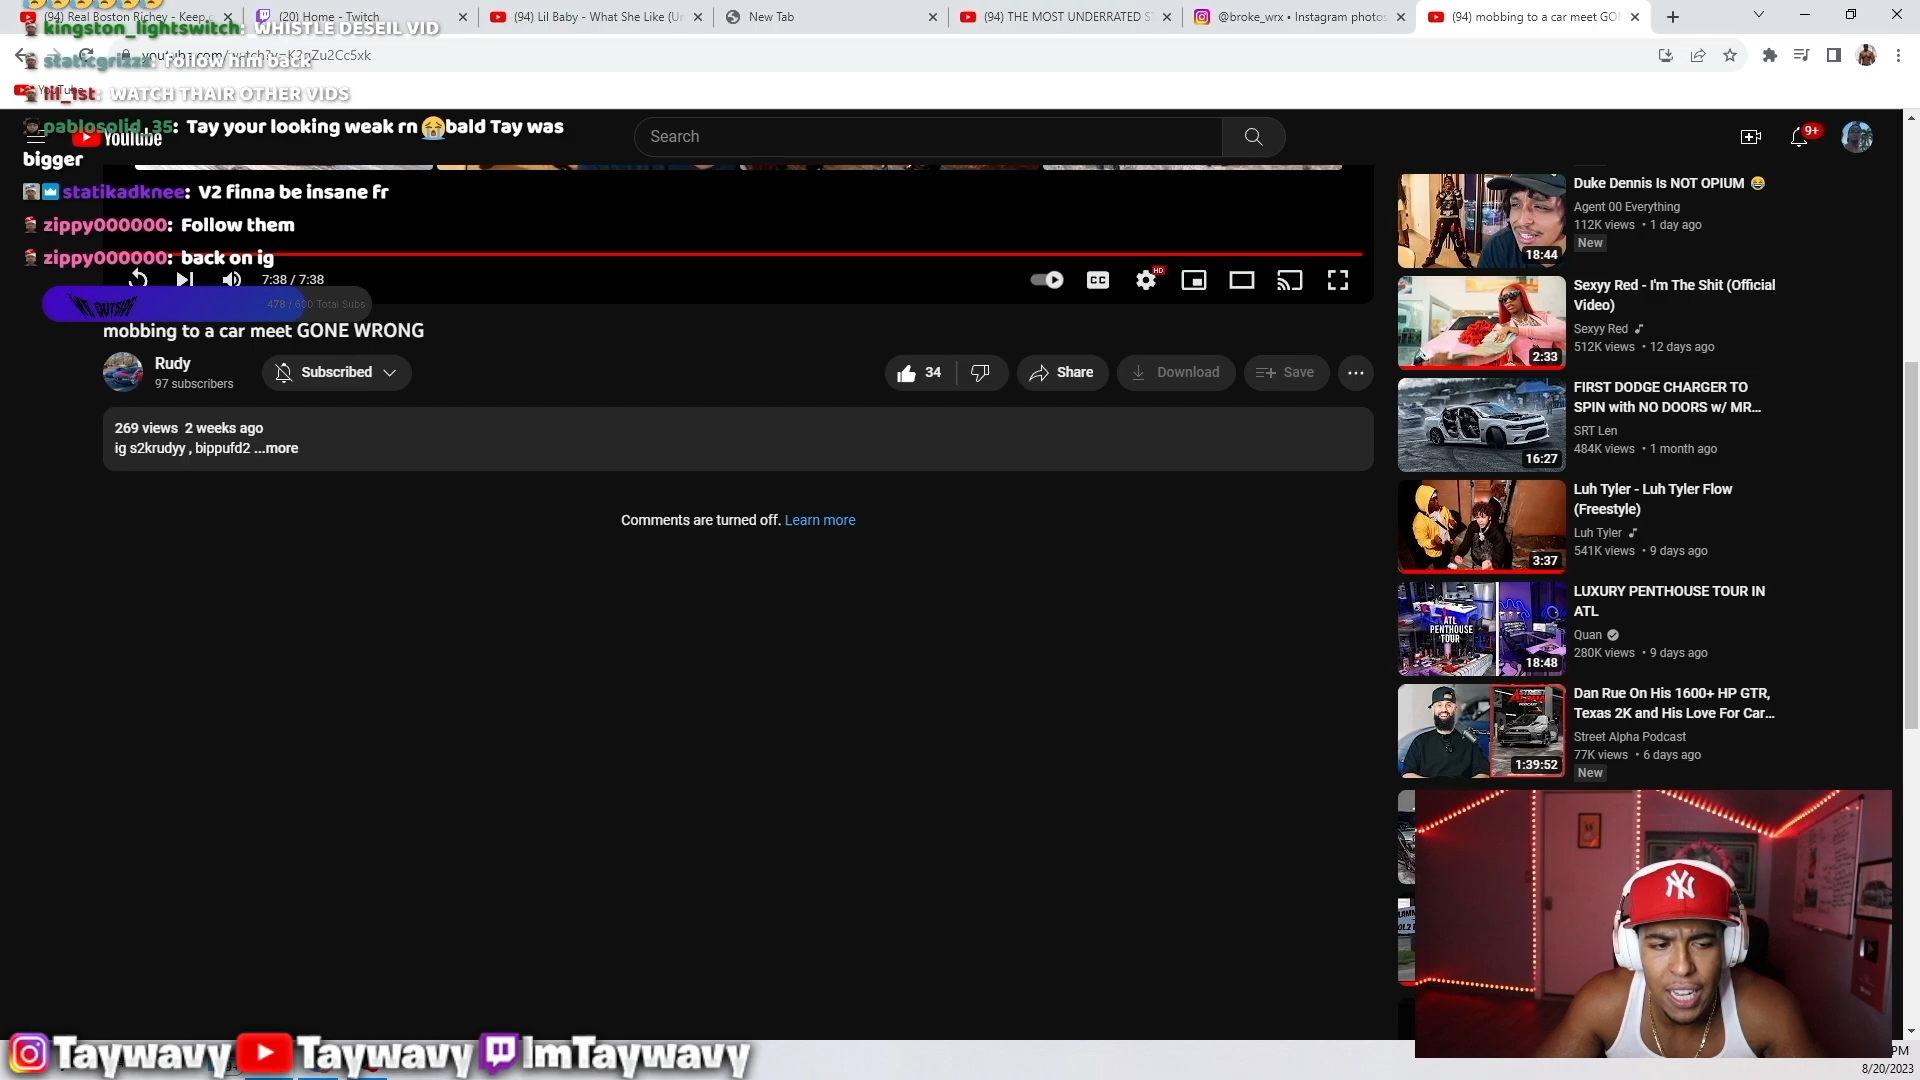 (94) Real Boston Richey - Keep
(20) Home - Twitch
(94) Lil Baby - What She Like (Un
New Tab
(94) THE MOST UNDERRATED S
@broke_wrx • Instagram photos
(94) mobbing to a car meet GO
kingston_lightswitch: WHISTLE DESEIL VID
staticgrizzz: follow him back
lil_1st: WATCH THAIR OTHER VIDS
pablosolid_35: Tay your looking weak rn 😭bald Tay was
bigger
YouTube
Search
9+
statikadknee: V2 finna be insane fr
zippy000000: Follow them
zippy000000: back on ig
7:38 / 7:38
CC
HD
478 / 600 Total Subs
mobbing to a car meet GONE WRONG
Rudy
97 subscribers
Subscribed
34
Share
Download
Save
269 views 2 weeks ago
ig s2krudyy , bippufd2 ...more
Comments are turned off. Learn more
Duke Dennis Is NOT OPIUM 😂
Agent 00 Everything
112K views • 1 day ago
New
18:44
Sexyy Red - I'm The Shit (Official
Video)
Sexyy Red
512K views • 12 days ago
2:33
FIRST DODGE CHARGER TO
SPIN with NO DOORS w/ MR...
SRT Len
484K views • 1 month ago
16:27
Luh Tyler - Luh Tyler Flow
(Freestyle)
Luh Tyler
541K views • 9 days ago
3:37
LUXURY PENTHOUSE TOUR IN
ATL
Quan
280K views • 9 days ago
ATL
PENTHOUSE
TOUR
18:48
Dan Rue On His 1600+ HP GTR,
Texas 2K and His Love For Car...
Street Alpha Podcast
77K views • 6 days ago
New
1:39:52
NY
Taywavy Taywavy ImTaywavy
PM
8/20/2023